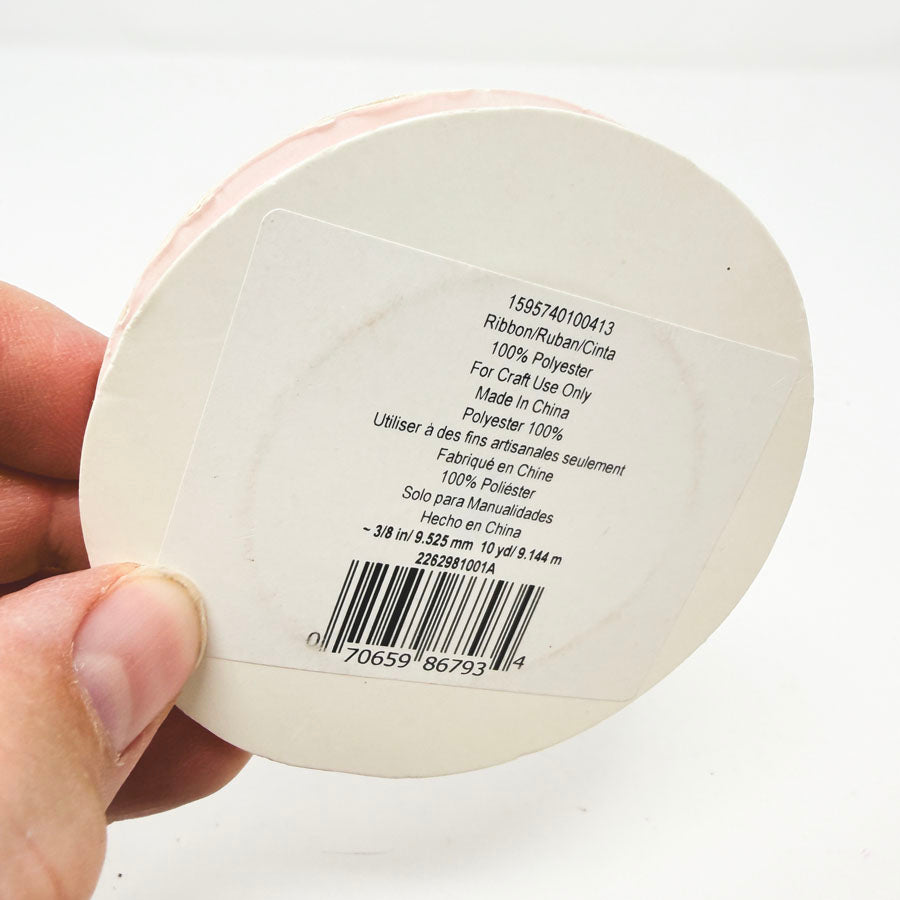 1595740100413
Ribbon/Ruban/Cinta
100% Polyester
For Craft Use Only
Made In China
Polyester 100%
Utiliser à des fins artisanales seulement
Fabriqué en Chine
100% Poliéster
Solo para Manualidades
Hecho en China
~ 3/8 in/ 9.525 mm 10 yd/ 9.144 m
2262981001A
0 70659 86793 4